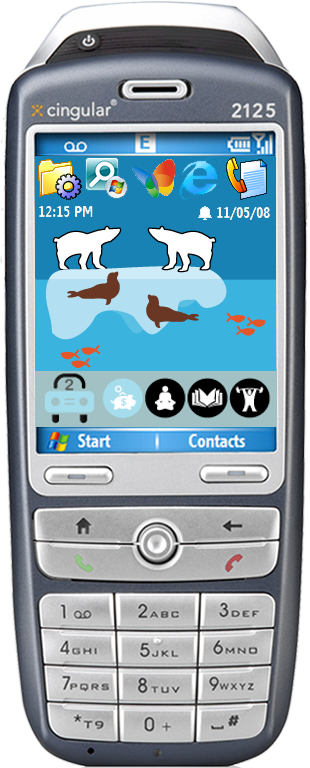 cingular® 2125
E
12:15 PM 11/05/08
2 $
Start Contacts
1 2ABC 3DEF
4GHI 5JKL 6MNO
7PQRS 8TUV 9WXYZ
*T9 0 + #